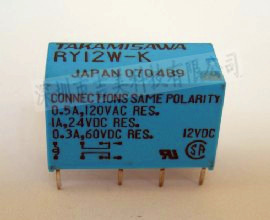 TAKAMISAWA
RY12W-K
JAPAN 070489
CONNECTIONS SAME POLARITY
0.5A,120VAC RES.
1A,24VDC RES.
0.3A,60VDC RES.
12VDC